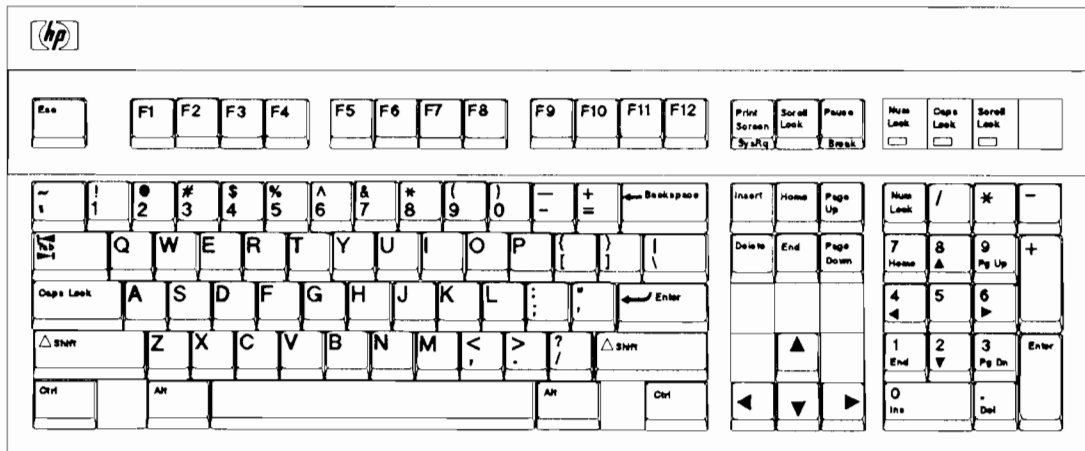 hp
Esc F1 F2 F3 F4 F5 F6 F7 F8 F9 F10 F11 F12 Print Screen SysRq Scroll Lock Pause Break Num Lock Caps Lock Scroll Lock
~ ! @ # $ % ^ & * ( ) — + Backspace Insert Home Page Up Num Lock / * -
` 1 2 3 4 5 6 7 8 9 0 - =
Tab Q W E R T Y U I O P { [ } ] | \ Delete End Page Down 7 Home 8 ▲ 9 Pg Up +
Caps Lock A S D F G H J K L : ; " ' Enter 4 ◀ 5 6 ▶
△ Shift Z X C V B N M < , > . ? / △ Shift ▲ 1 End 2 ▼ 3 Pg Dn Enter
Ctrl Alt Alt Ctrl ◀ ▼ ▶ 0 Ins . Del